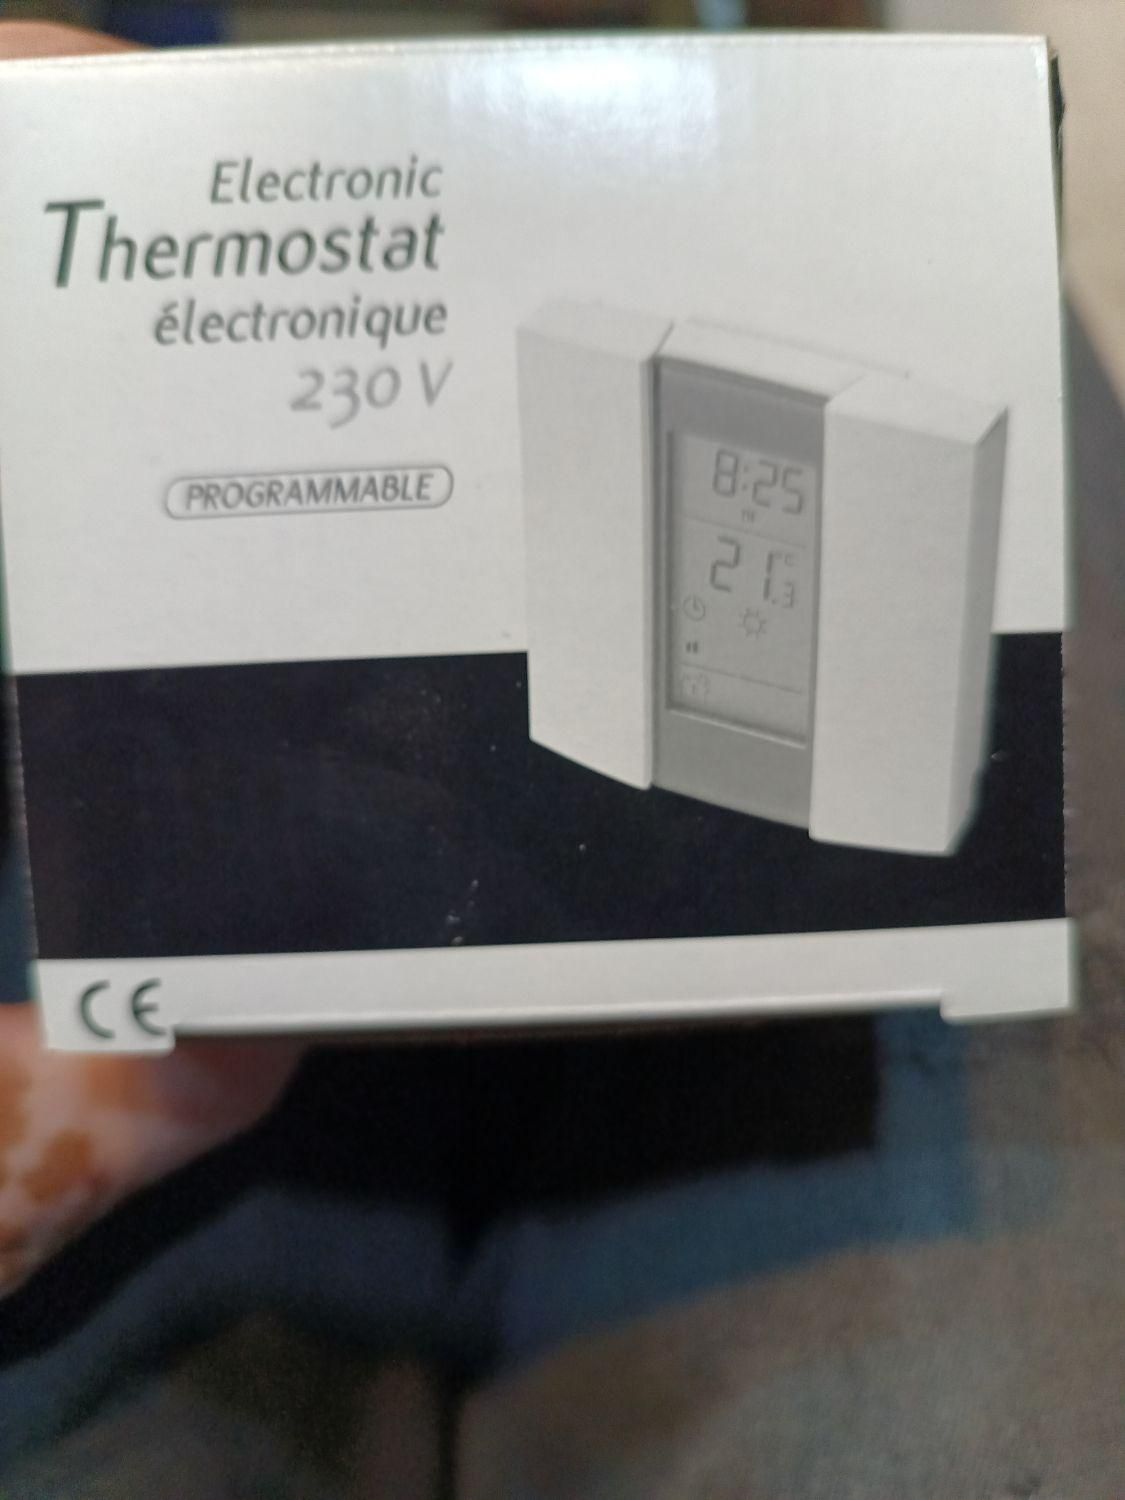 Electronic
Thermostat
électronique
230 V
PROGRAMMABLE
8:25
21.3
°C
CE